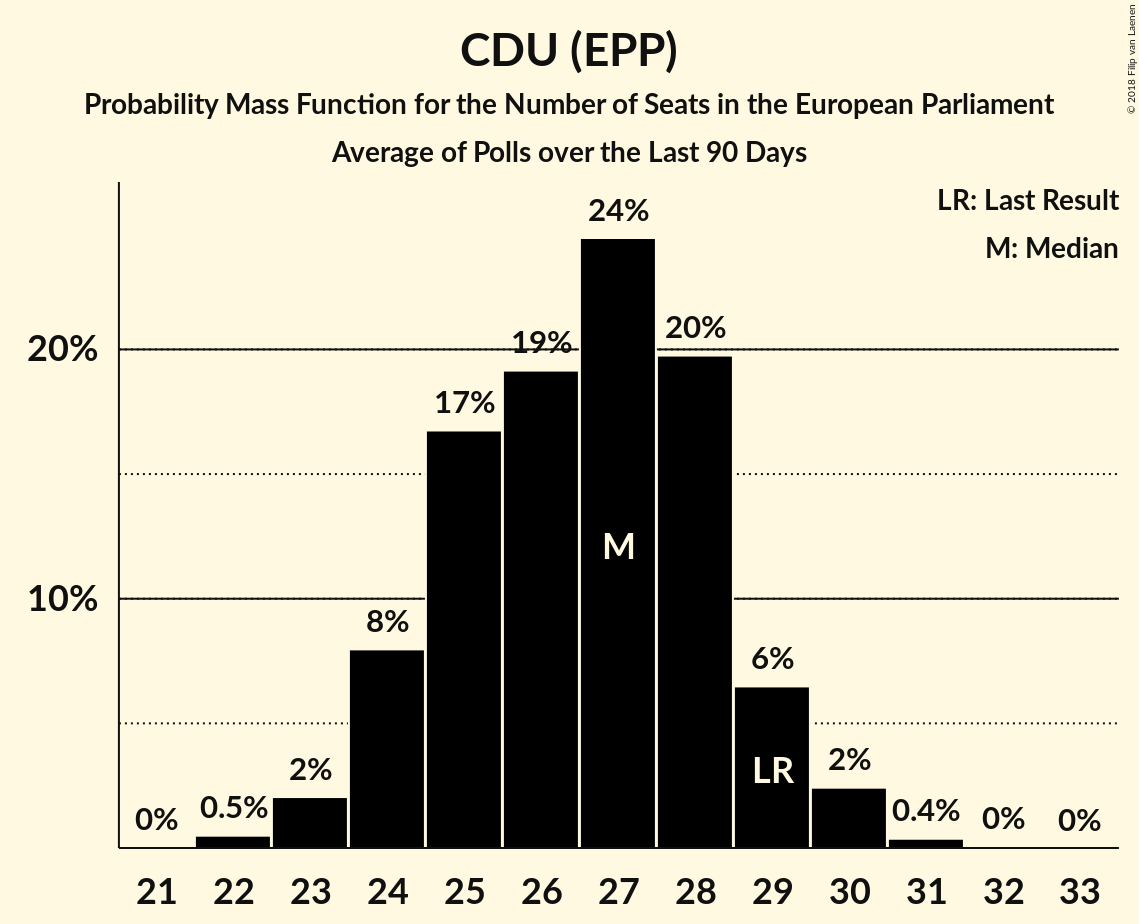 CDU (EPP)
Probability Mass Function for the Number of Seats in the European Parliament
Average of Polls over the Last 90 Days
© 2018 Filip van Laenen
LR: Last Result
M: Median
20%
10%
0%
0.5%
2%
8%
17%
19%
24%
20%
6%
2%
0.4%
0%
0%
M
LR
21 22 23 24 25 26 27 28 29 30 31 32 33